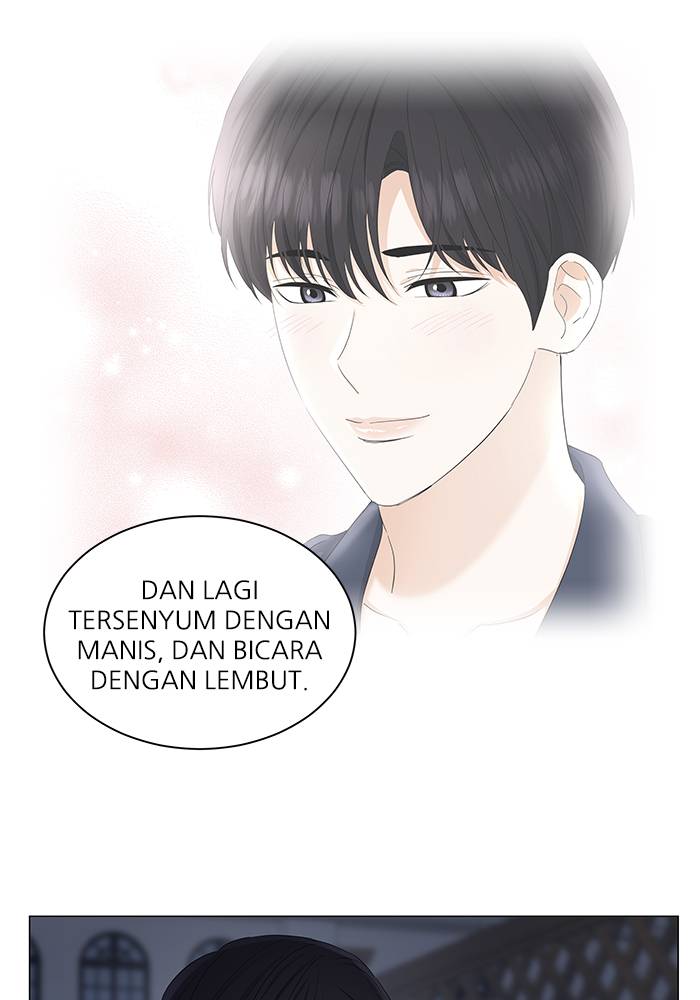 DAN LAGI
TERSENYUM DENGAN
MANIS, DAN BICARA
DENGAN LEMBUT.